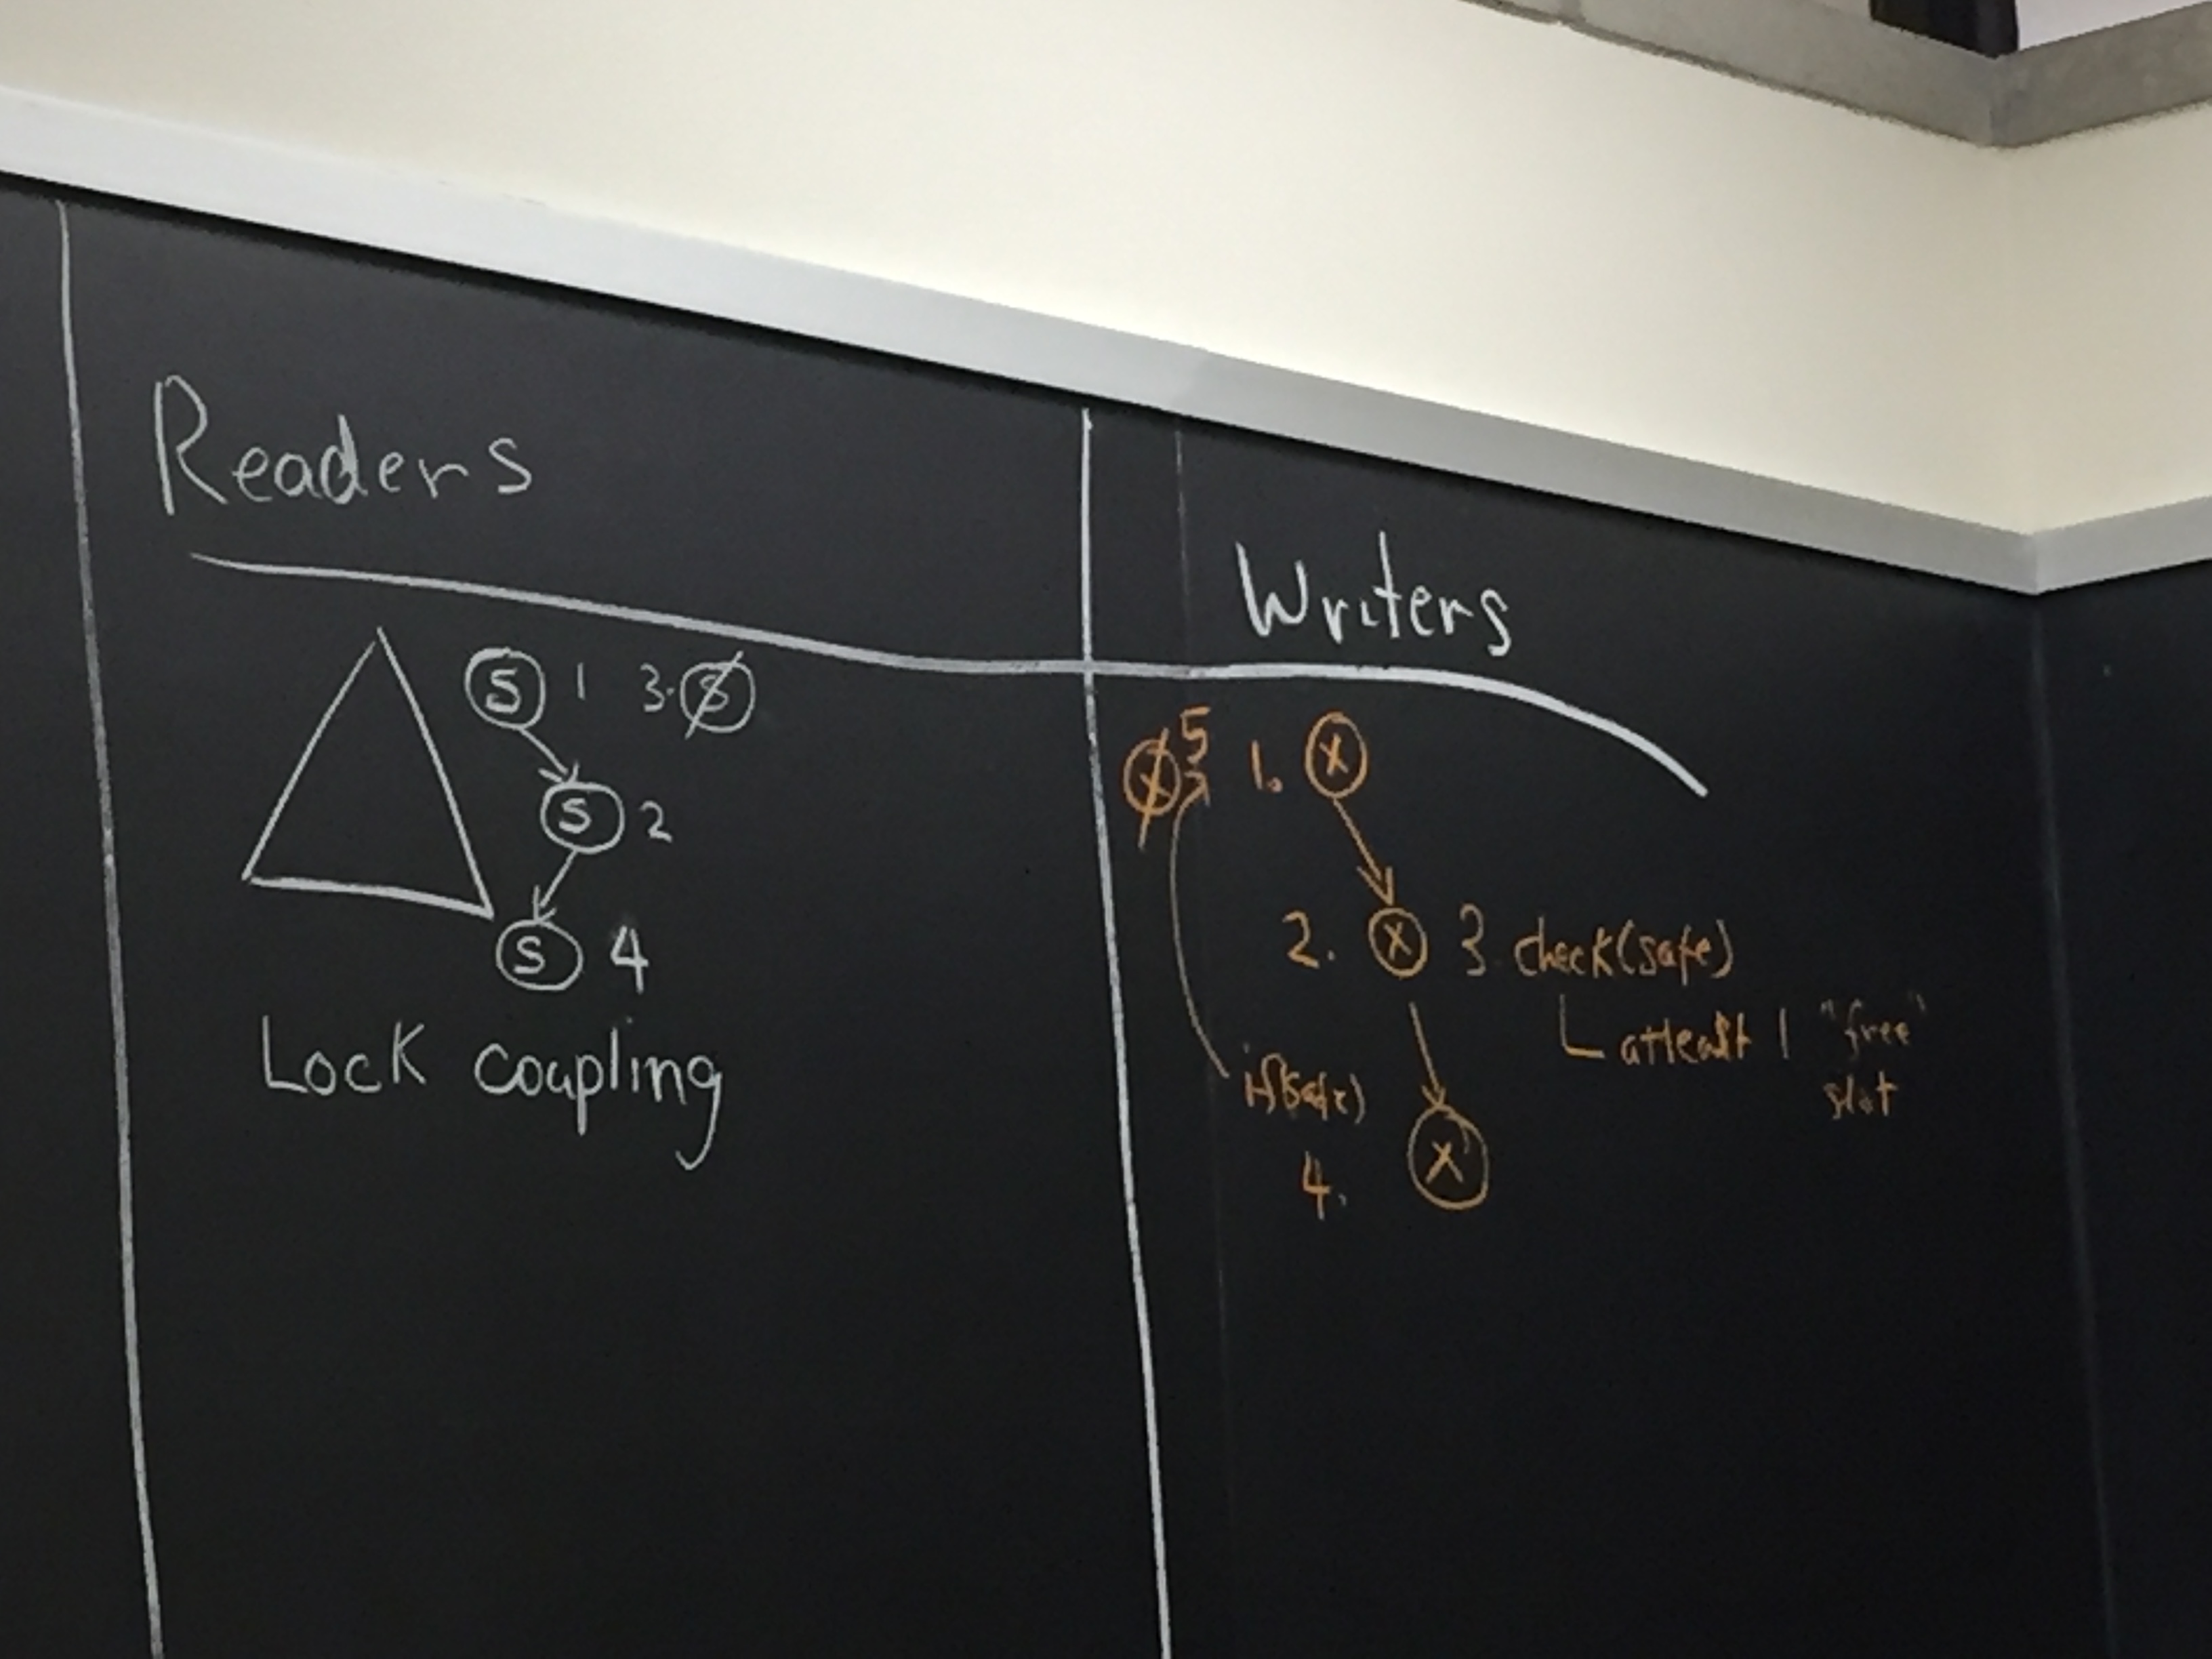 Readers
S 1 3. S
S 2
S 4
Lock coupling
Writers
X 5 1. X
2. X 3 check(safe)
atleast 1 "free"
slot
if(safe)
4. X